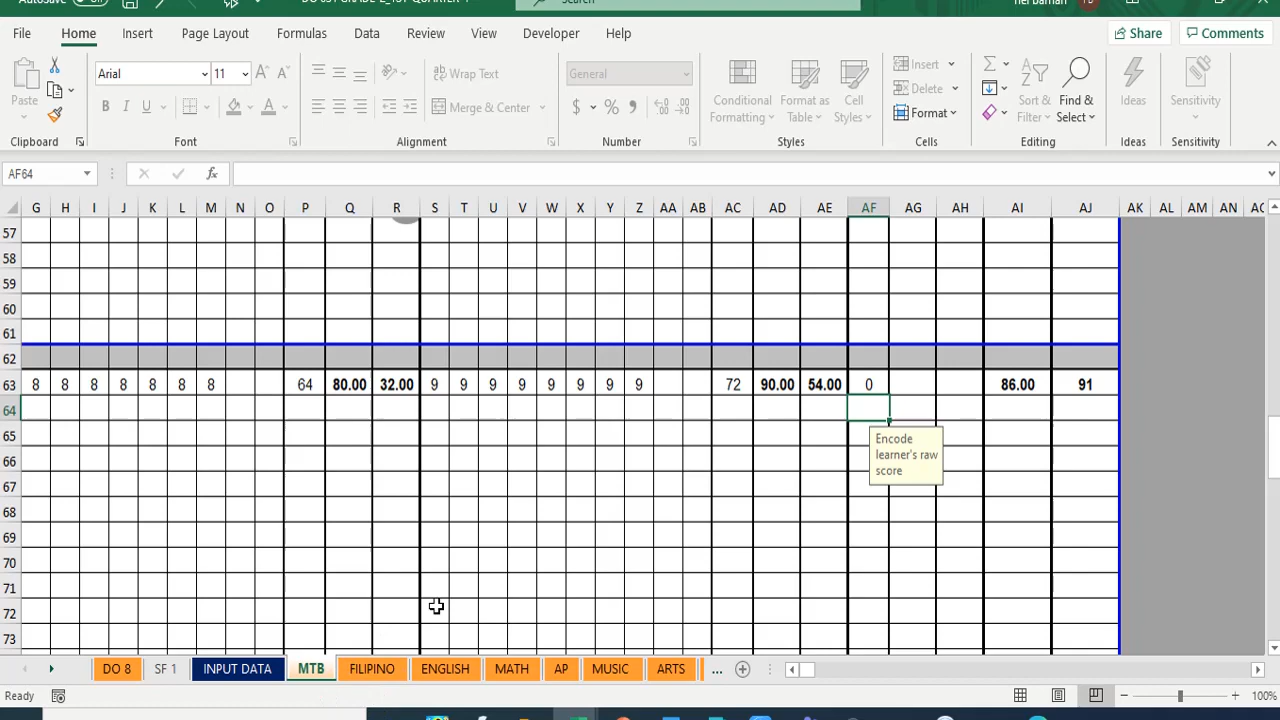 AutoSave Off DO 031 GRADE 2_1ST QUARTER Search
File Home Insert Page Layout Formulas Data Review View Developer Help Share Comments
Arial 11 Wrap Text General Insert
Paste B I U Merge & Center $ % Conditional Formatting Format as Table Cell Styles Delete Sort & Filter Find & Select Ideas Sensitivity
Format
Clipboard Font Alignment Number Styles Cells Editing Ideas Sensitivity
AF64 fx
G H I J K L M N O P Q R S T U V W X Y Z AA AB AC AD AE AF AG AH AI AJ AK AL AM AN
57
58
59
60
61
62
63 8 8 8 8 8 8 8 64 80.00 32.00 9 9 9 9 9 9 9 9 72 90.00 54.00 0 86.00 91
64
65 Encode
learner's raw
66 score
67
68
69
70
71
72
73
DO 8 SF 1 INPUT DATA MTB FILIPINO ENGLISH MATH AP MUSIC ARTS ...
Ready 100%